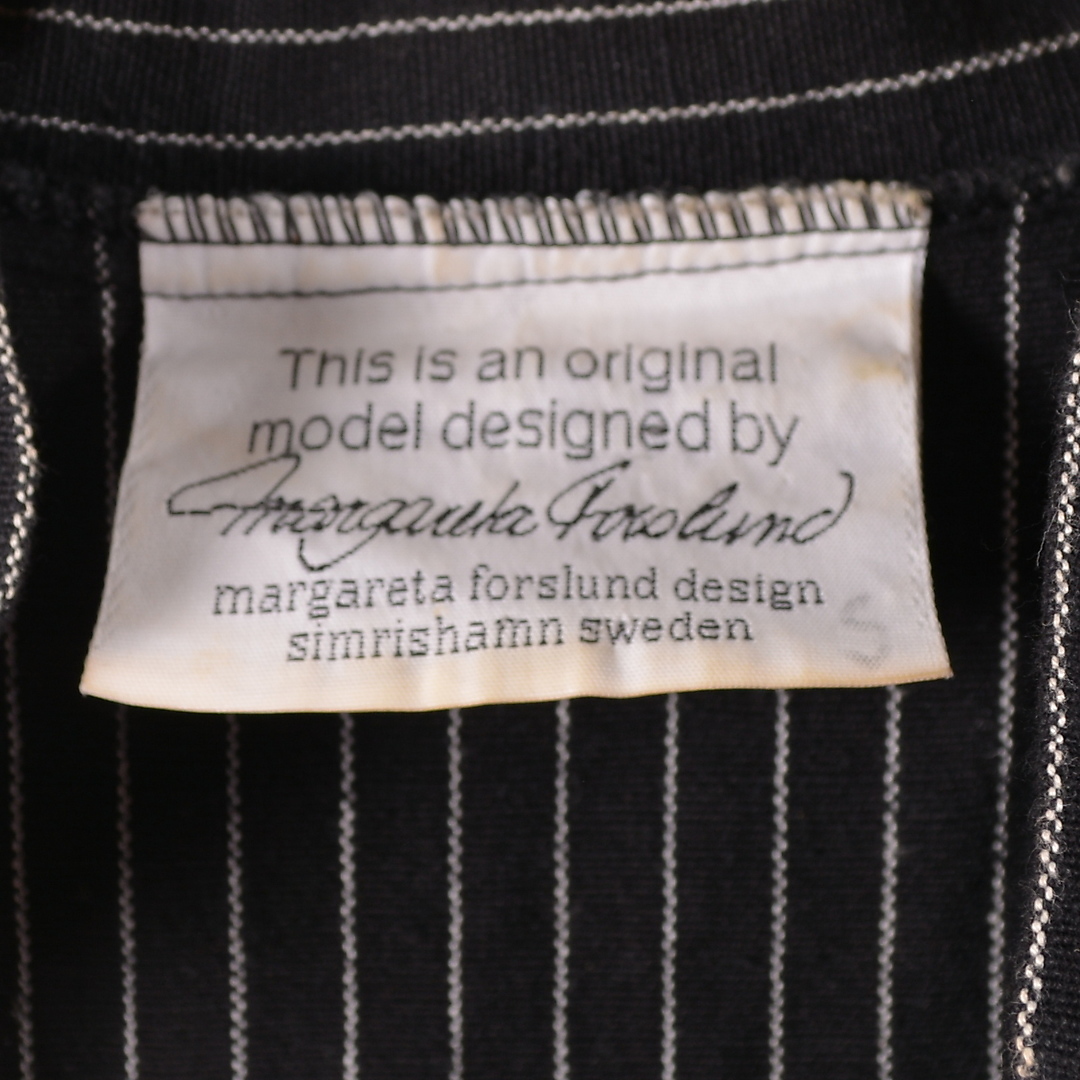 This is an original
model designed by
Margareta Forslund
margareta forslund design
simrishamn sweden
S